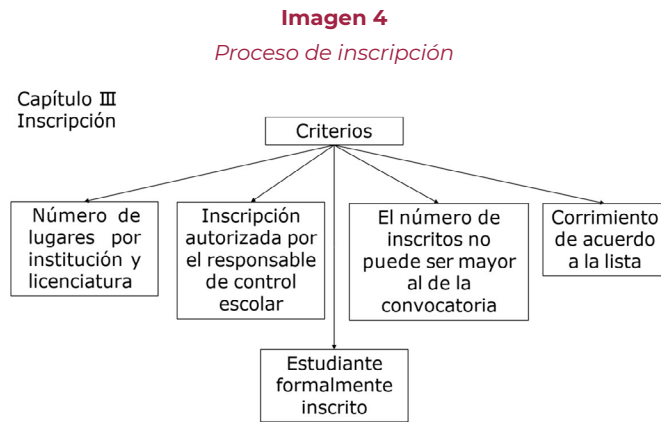 Imagen 4
Proceso de inscripción
Capítulo III
Inscripción
Criterios
Número de
lugares por
institución y
licenciatura
Inscripción
autorizada por
el responsable
de control
escolar
El número de
inscritos no
puede ser mayor
al de la
convocatoria
Corrimiento
de acuerdo
a la lista
Estudiante
formalmente
inscrito